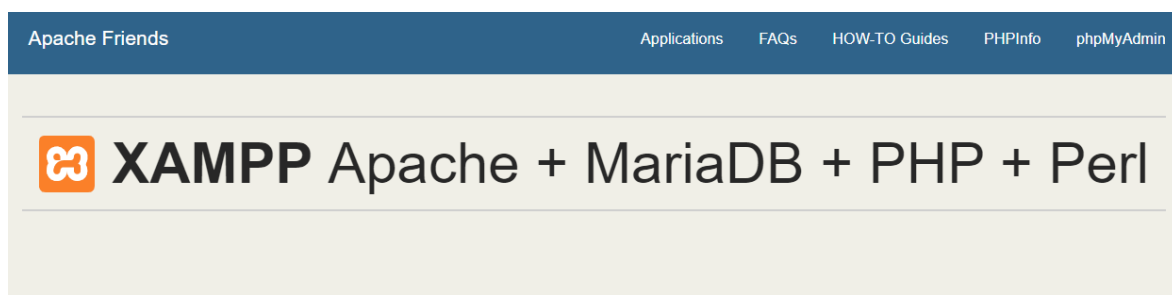 Apache Friends Applications FAQs HOW-TO Guides PHPInfo phpMyAdmin
XAMPP Apache + MariaDB + PHP + Perl